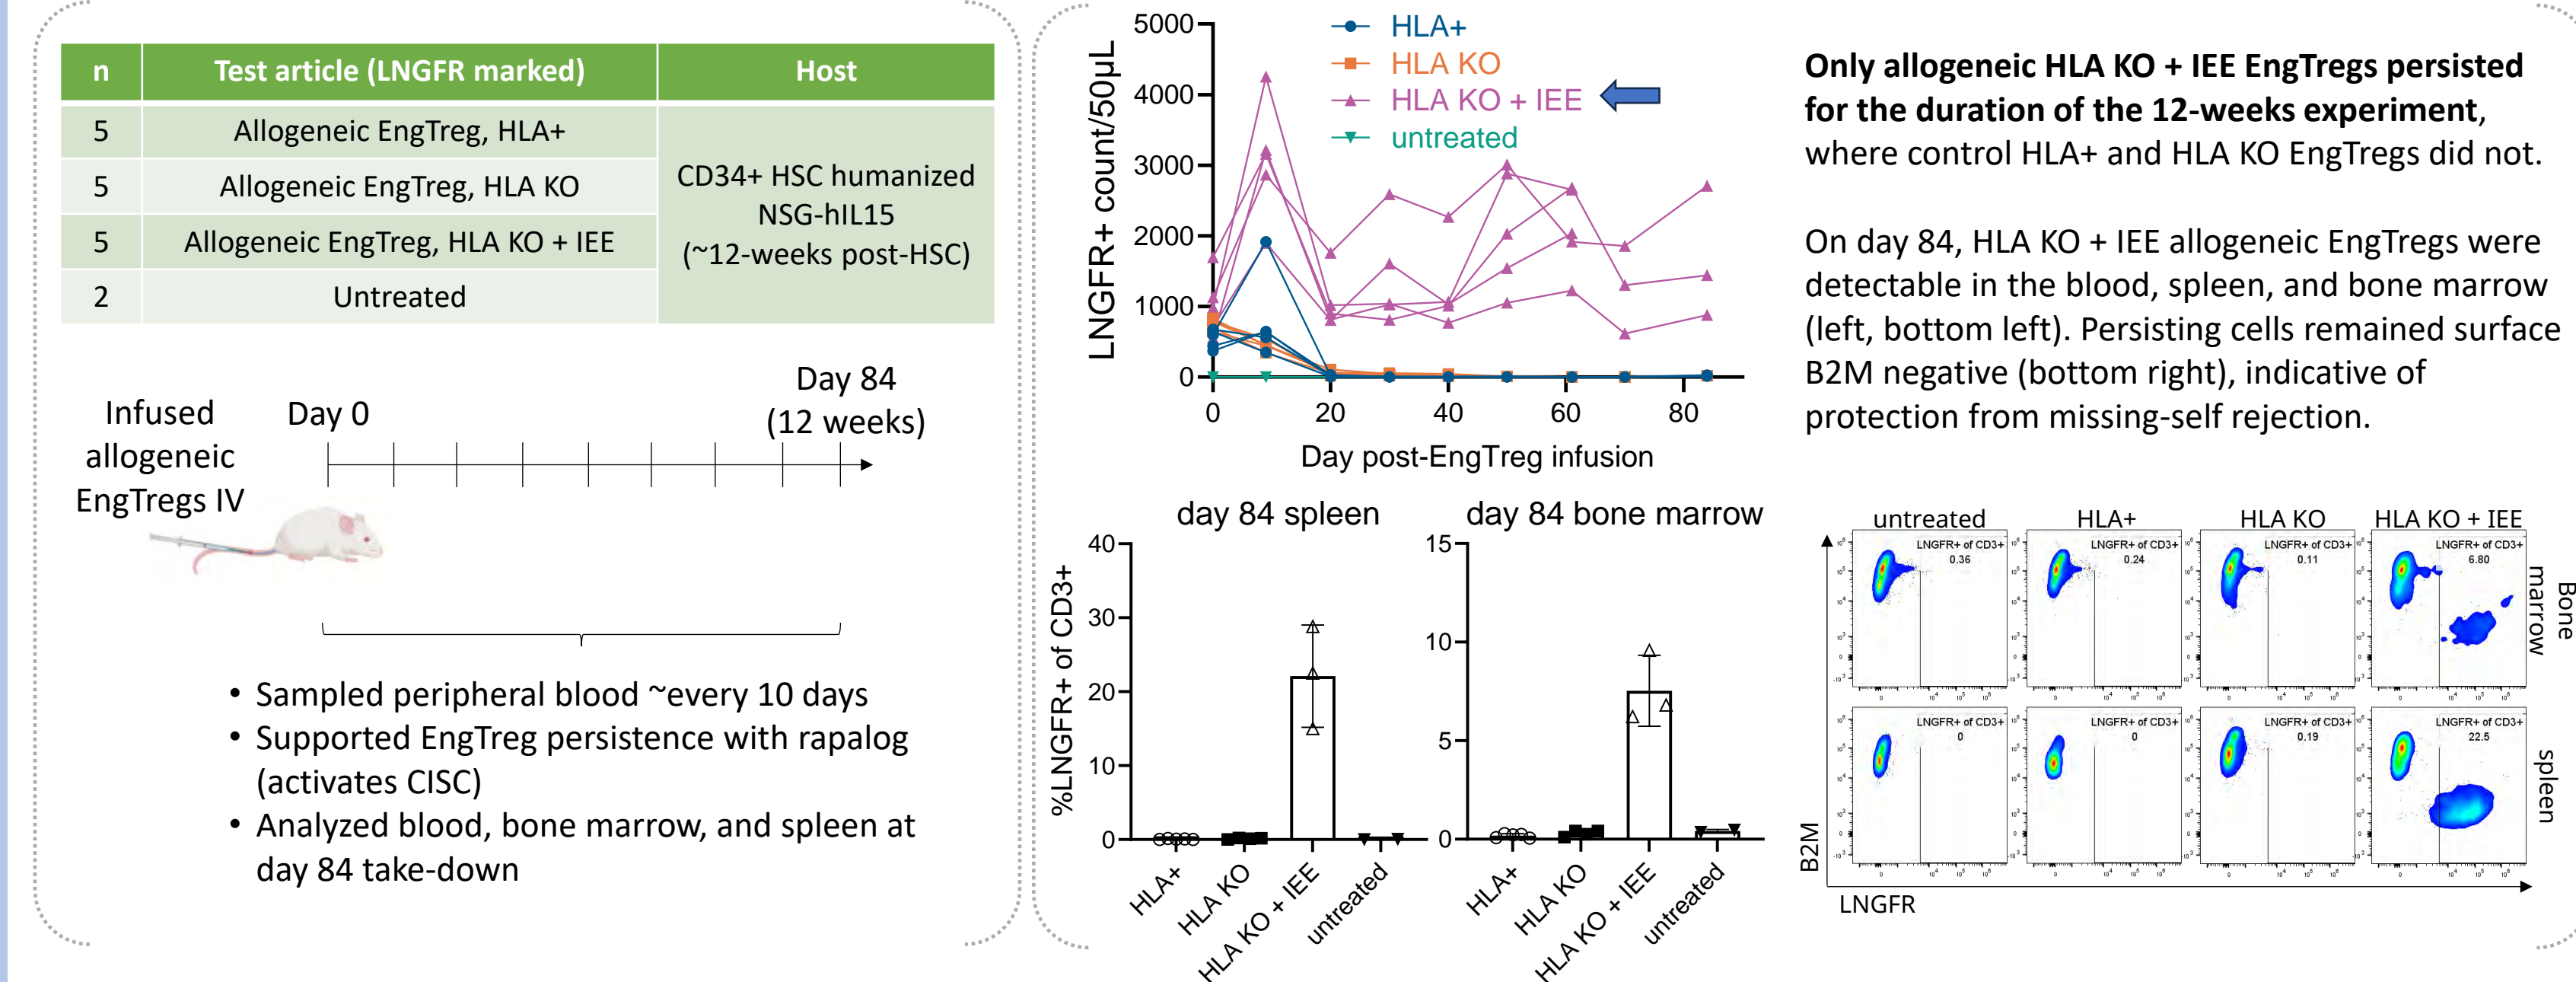 n Test article (LNGFR marked) Host
5 Allogeneic EngTreg, HLA+
5 Allogeneic EngTreg, HLA KO
5 Allogeneic EngTreg, HLA KO + IEE
2 Untreated
CD34+ HSC humanized
NSG-hIL15
(~12-weeks post-HSC)
Infused
allogeneic
EngTregs IV
Day 0
Day 84
(12 weeks)
• Sampled peripheral blood ~every 10 days
• Supported EngTreg persistence with rapalog
(activates CISC)
• Analyzed blood, bone marrow, and spleen at
day 84 take-down
LNGFR+ count/50µL
5000
4000
3000
2000
1000
0
HLA+
HLA KO
HLA KO + IEE
untreated
0 20 40 60 80
Day post-EngTreg infusion
%LNGFR+ of CD3+
day 84 spleen
40
30
20
10
0
HLA+
HLA KO
HLA KO + IEE
untreated
day 84 bone marrow
15
10
5
0
HLA+
HLA KO
HLA KO + IEE
untreated
Only allogeneic HLA KO + IEE EngTregs persisted
for the duration of the 12-weeks experiment,
where control HLA+ and HLA KO EngTregs did not.
On day 84, HLA KO + IEE allogeneic EngTregs were
detectable in the blood, spleen, and bone marrow
(left, bottom left). Persisting cells remained surface
B2M negative (bottom right), indicative of
protection from missing-self rejection.
untreated HLA+ HLA KO HLA KO + IEE
LNGFR+ of CD3+
0.36
LNGFR+ of CD3+
0.24
LNGFR+ of CD3+
0.11
LNGFR+ of CD3+
6.80
Bone
marrow
LNGFR+ of CD3+
0
LNGFR+ of CD3+
0
LNGFR+ of CD3+
0.19
LNGFR+ of CD3+
22.5
spleen
B2M
LNGFR